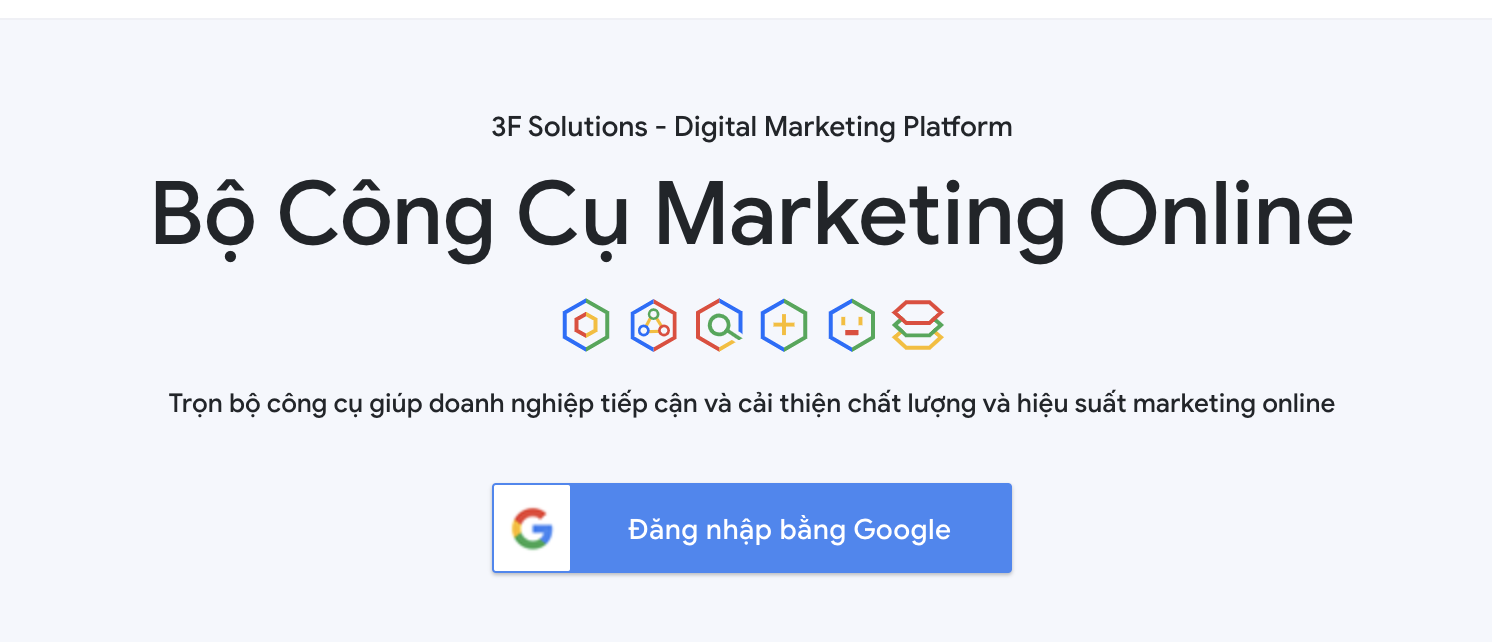 3F Solutions - Digital Marketing Platform
Bộ Công Cụ Marketing Online
Trọn bộ công cụ giúp doanh nghiệp tiếp cận và cải thiện chất lượng và hiệu suất marketing online
Đăng nhập bằng Google